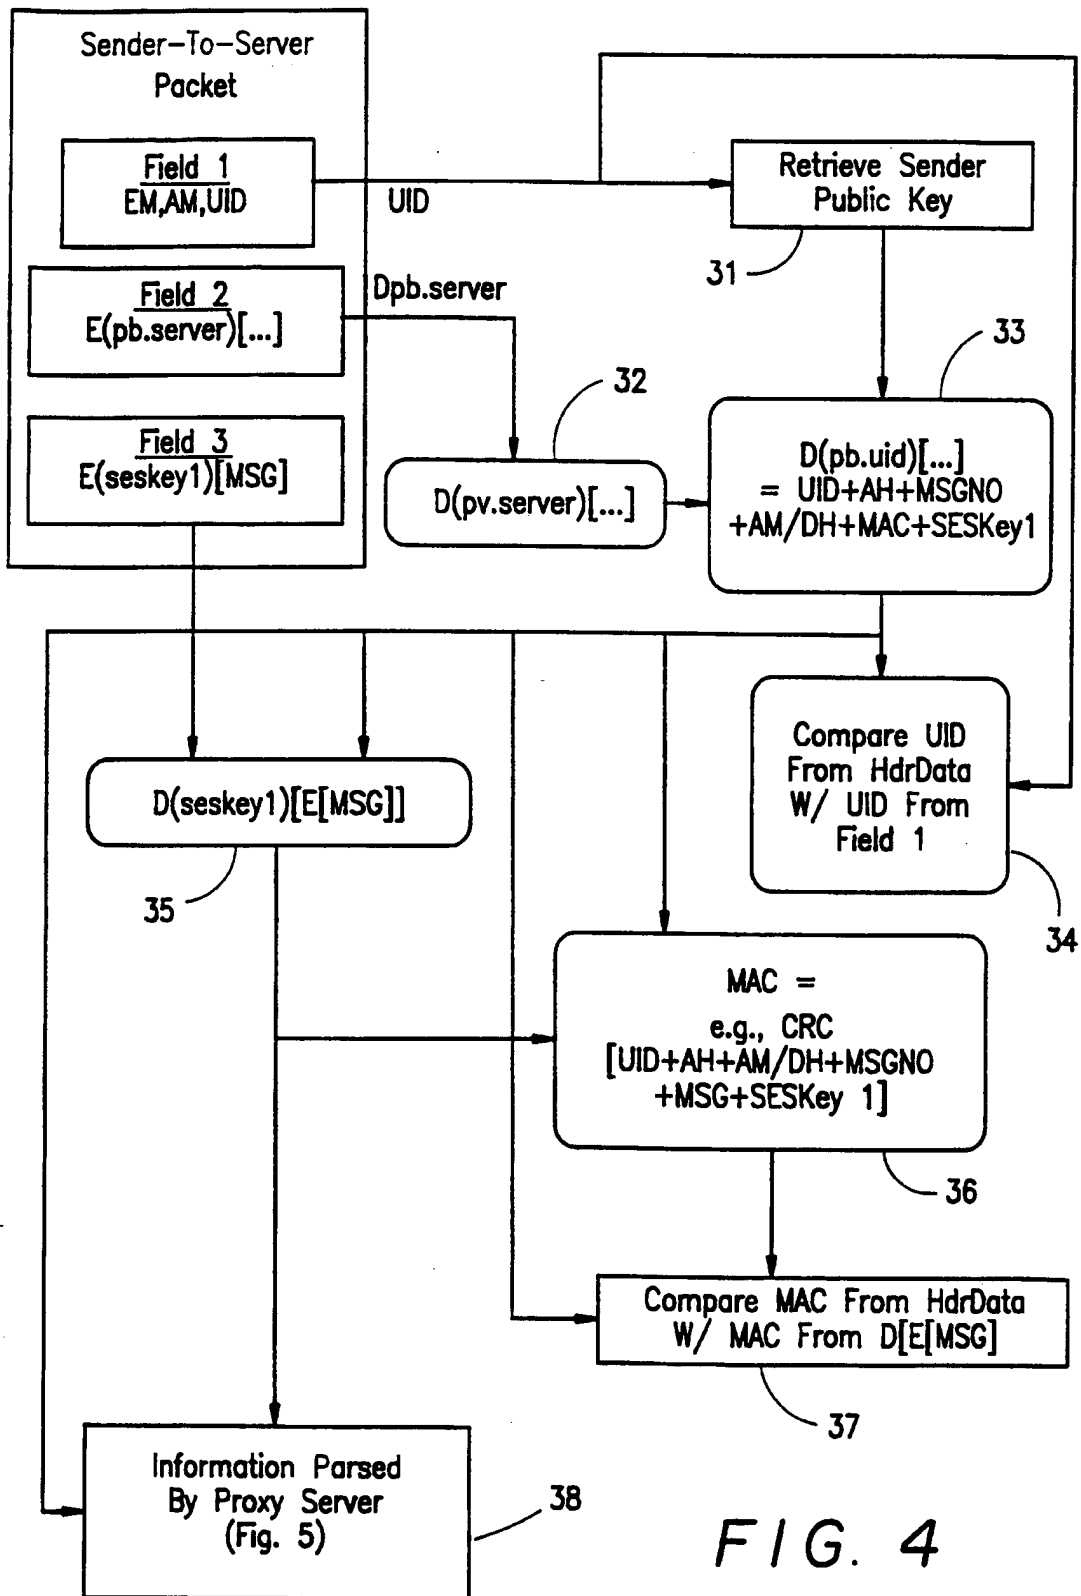 Sender-To-Server
Packet
Field 1
EM,AM,UID
UID
Retrieve Sender
Public Key
31
Field 2
E(pb.server)[...]
Dpb.server
32
33
Field 3
E(seskey1)[MSG]
D(pv.server)[...]
D(pb.uid)[...]
= UID+AH+MSGNO
+AM/DH+MAC+SESKey1
Compare UID
From HdrData
W/ UID From
Field 1
34
D(seskey1)[E[MSG]]
35
MAC =
e.g., CRC
[UID+AH+AM/DH+MSGNO
+MSG+SESKey 1]
36
Compare MAC From HdrData
W/ MAC From D[E[MSG]
37
Information Parsed
By Proxy Server
(Fig. 5)
38
FIG. 4